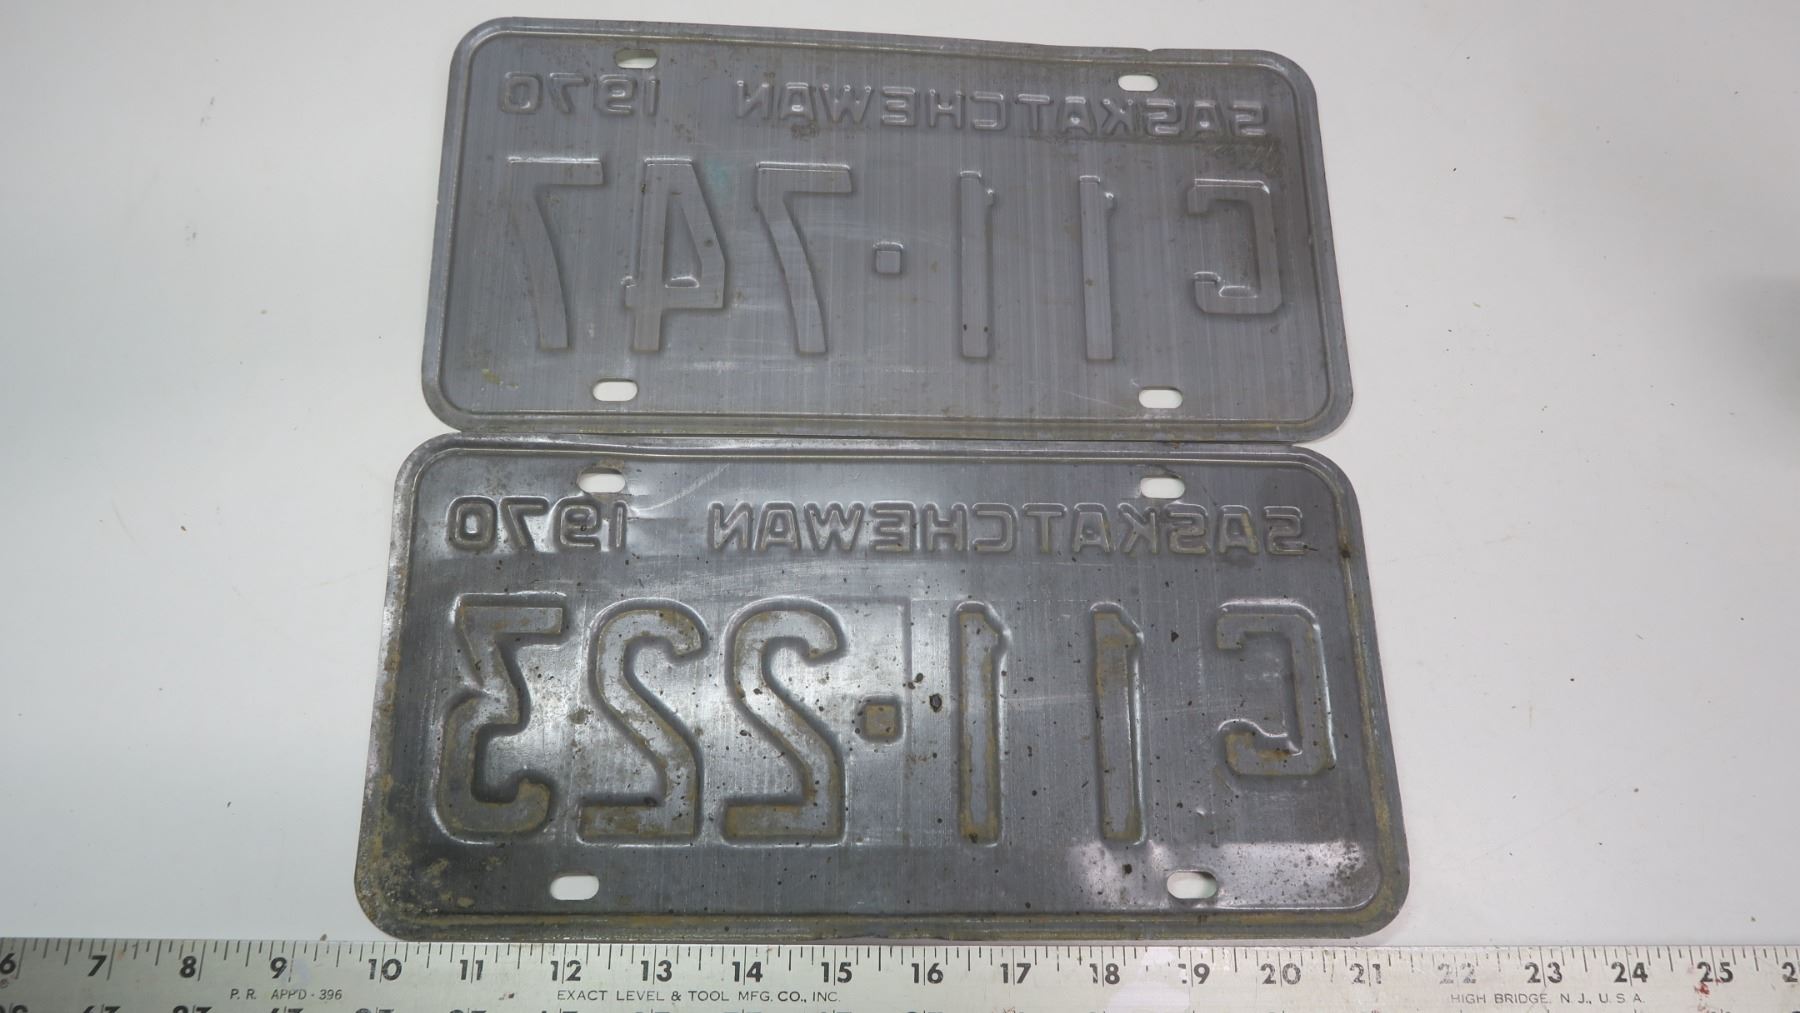 SASKATCHEWAN 1970
C11·747
SASKATCHEWAN 1970
C11·223
6 7 8 9 10 11 12 13 14 15 16 17 18 19 20 21 22 23 24 25
P.R. APP'D-396 EXACT LEVEL & TOOL MFG. CO., INC. HIGH BRIDGE, N.J., U.S.A.